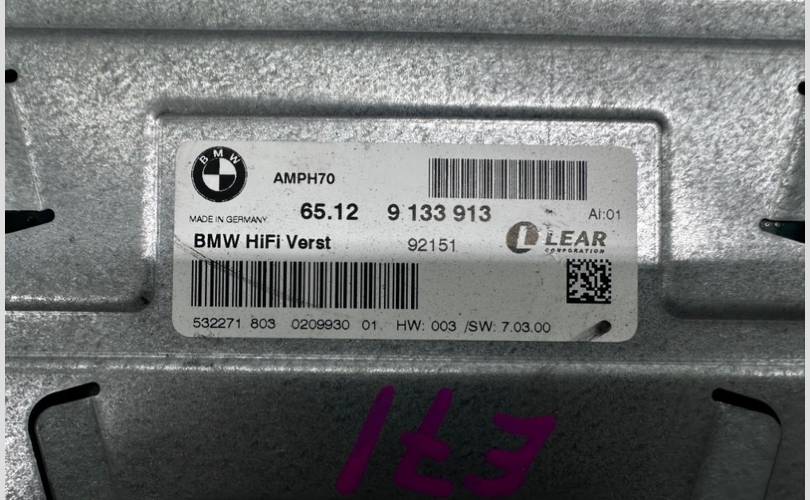 BMW
AMPH70
MADE IN GERMANY 65.12 9 133 913 AI:01
BMW HiFi Verst 92151 LEAR
CORPORATION
532271 803 0209930 01 HW: 003 /SW: 7.03.00
E71